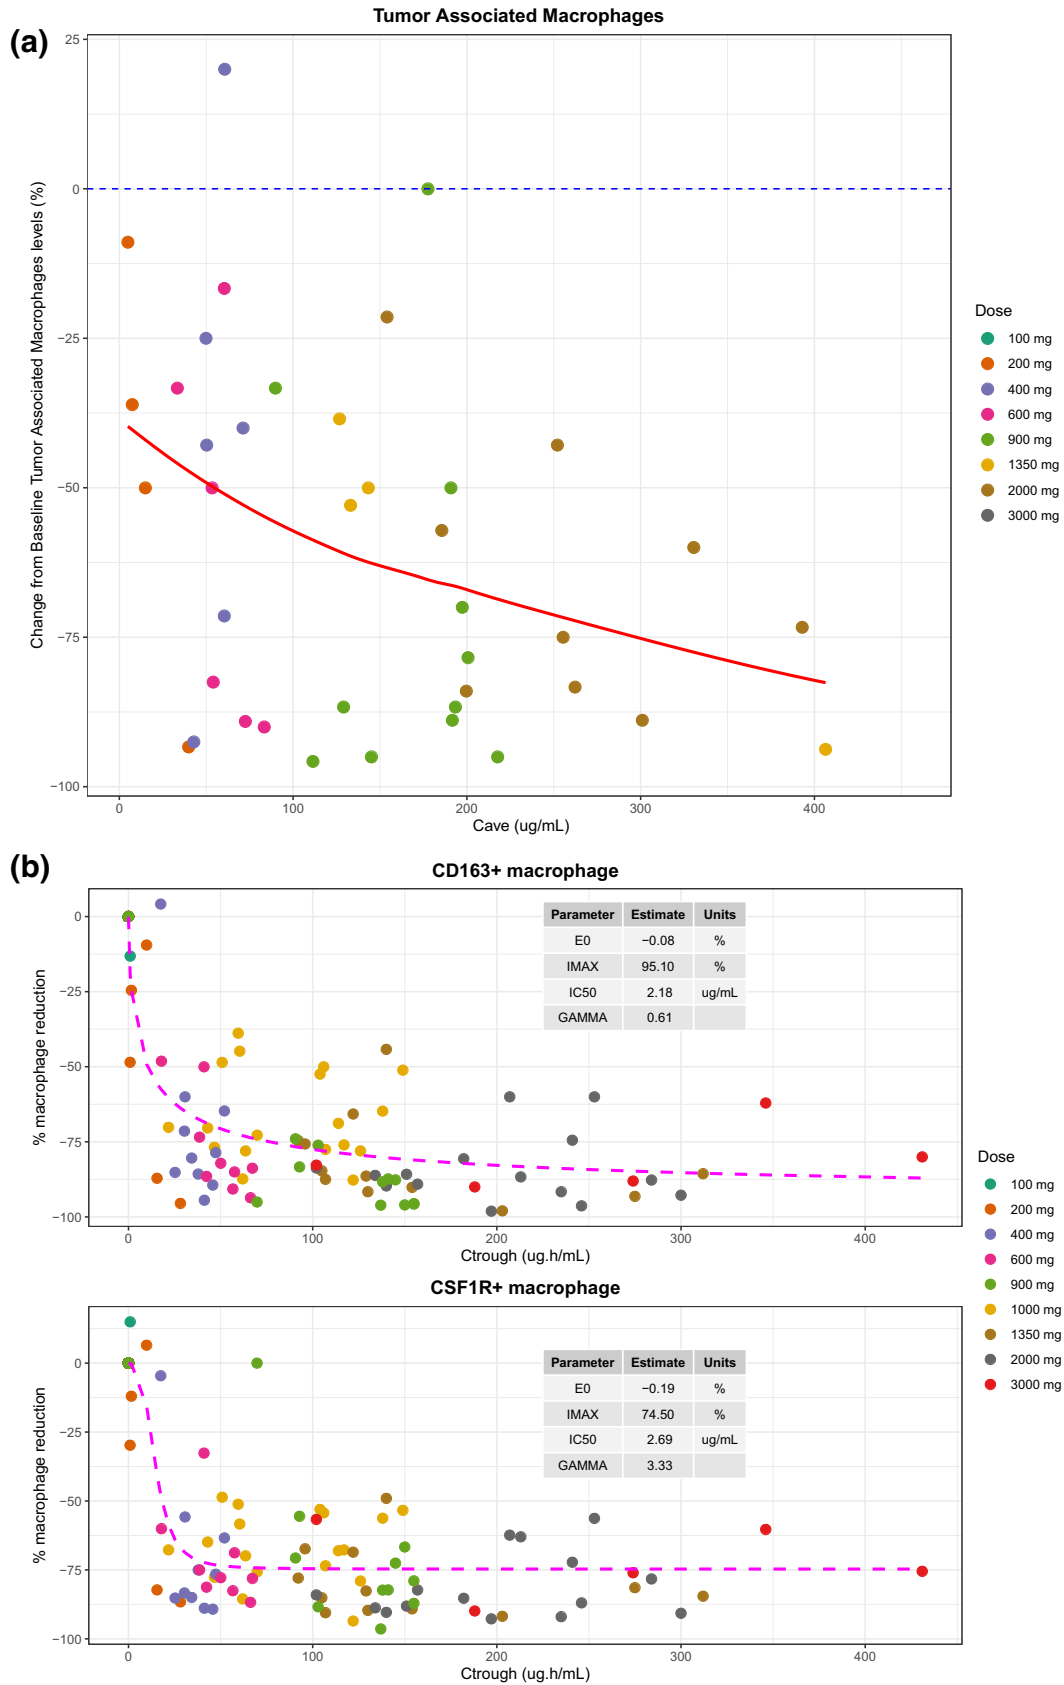 Tumor Associated Macrophages
(a)
Change from Baseline Tumor Associated Macrophages levels (%)
25
0
−25
−50
−75
−100
0 100 200 300 400
Cave (ug/mL)
Dose
100 mg
200 mg
400 mg
600 mg
900 mg
1350 mg
2000 mg
3000 mg
(b)
CD163+ macrophage
% macrophage reduction
0
−25
−50
−75
−100
Parameter Estimate Units
E0 −0.08 %
IMAX 95.10 %
IC50 2.18 ug/mL
GAMMA 0.61
0 100 200 300 400
Ctrough (ug.h/mL)
CSF1R+ macrophage
% macrophage reduction
0
−25
−50
−75
−100
Parameter Estimate Units
E0 −0.19 %
IMAX 74.50 %
IC50 2.69 ug/mL
GAMMA 3.33
0 100 200 300 400
Ctrough (ug.h/mL)
Dose
100 mg
200 mg
400 mg
600 mg
900 mg
1000 mg
1350 mg
2000 mg
3000 mg